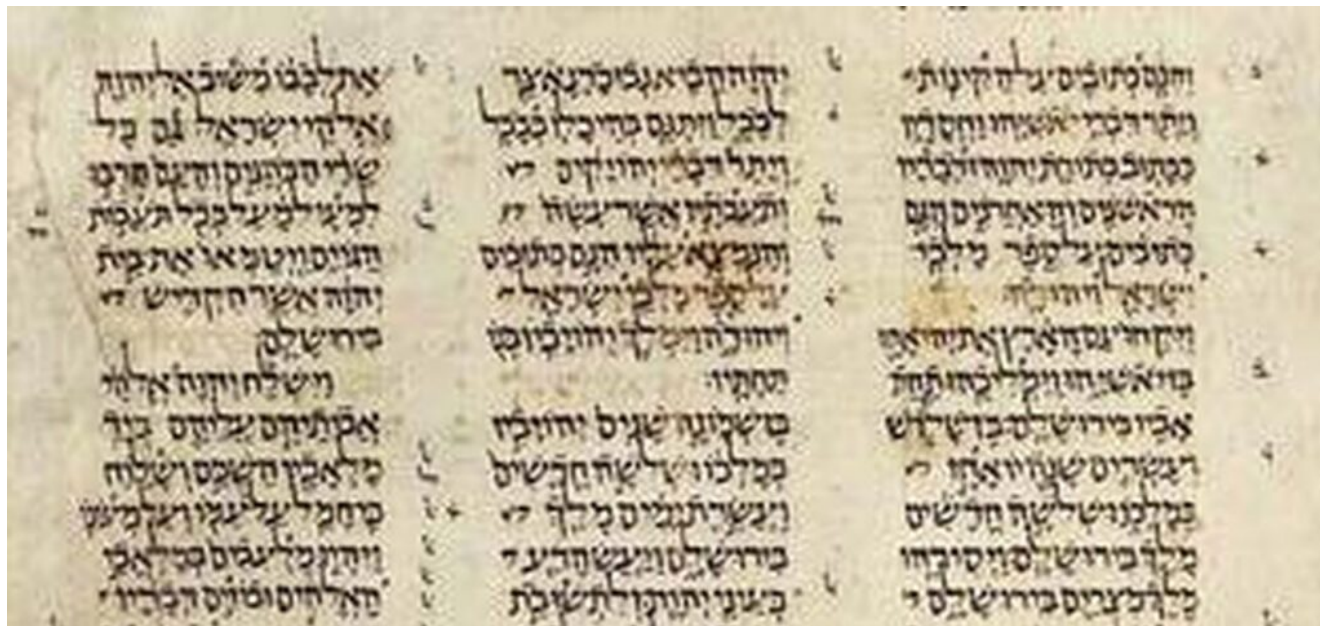 והנם כתובים על הקינות
ויתר דברי יאשיהו וחסדיו
ככתוב בתורת יהוה ודבריו
הראשנים והאחרנים הנם
כתובים על ספר מלכי
ישראל ויהודה
ויקחו עם הארץ את יהואחז
בן יאשיהו וימליכהו תחת
אביו בירושלם בן שלוש
ועשרים שנה יואחז
במלכו ושלשה חדשים
מלך בירושלם ויסירהו
מלך מצרים בירושלם
יהוה הביא נבוכדנאצר
לבבל ויתנם בהיכלו בבבל
ויתר דברי יהויקים
ותעבתיו אשר עשה
והנמצא עליו הנם כתובים
על ספר מלכי ישראל
ויהודה וימלך יהויכין בנו
תחתיו׃
בן שמונה שנים יהויכין
במלכו ושלשה חדשים
ועשרת ימים מלך
בירושלם ויעש הרע
בעיני יהוה ולתשובת
את לבבו משוב אל יהוה
אלהי ישראל גם כל
שרי הכהנים והעם הרבו
למעול מעל ככל תעבות
הגוים ויטמאו את בית
יהוה אשר הקדיש
בירושלם
וישלח יהוה אלהי
אבותיהם עליהם ביד
מלאכיו השכם ושלוח
כי חמל על עמו ועל מעונו
ויהיו מלעבים במלאכי
האלהים ובוזים דבריו